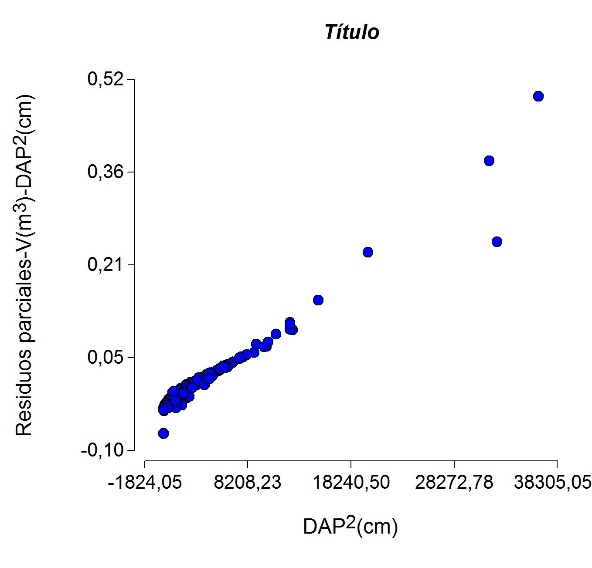 Título
0,52
0,36
0,21
0,05
-0,10
Residuos parciales-V(m³)-DAP²(cm)
-1824,05 8208,23 18240,50 28272,78 38305,05
DAP²(cm)